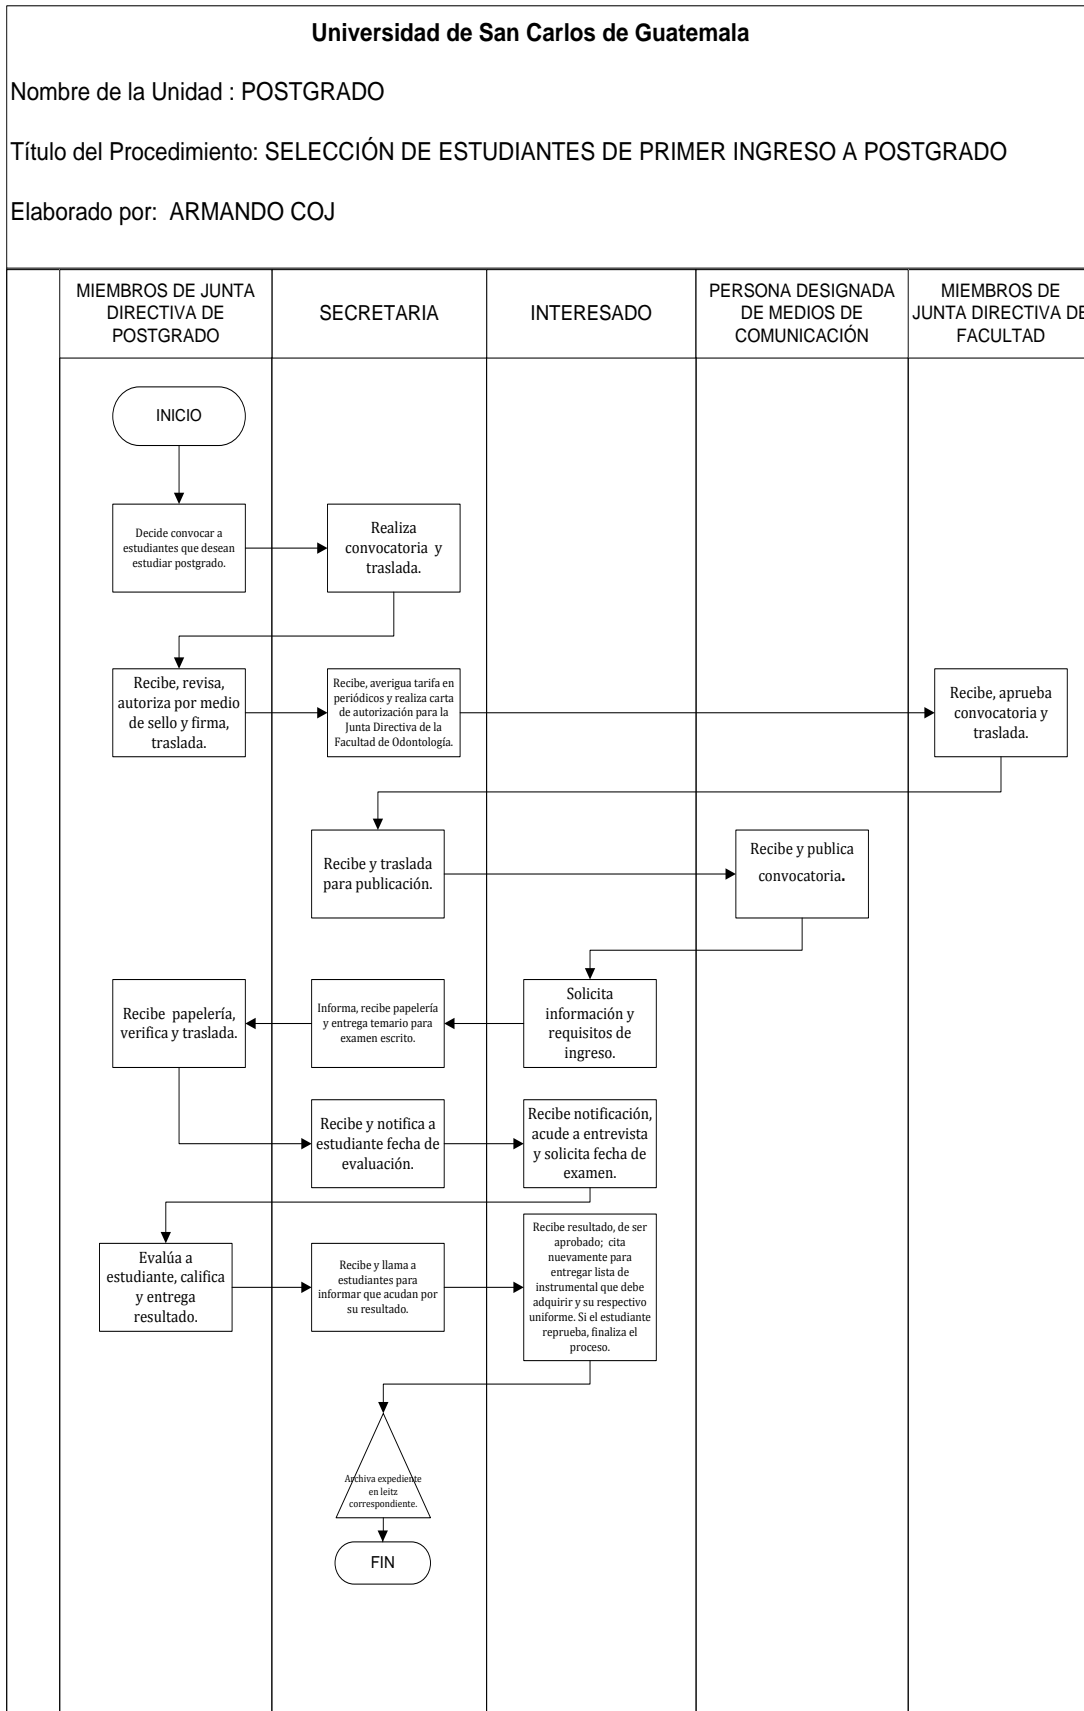 Universidad de San Carlos de Guatemala
Nombre de la Unidad : POSTGRADO
Título del Procedimiento: SELECCIÓN DE ESTUDIANTES DE PRIMER INGRESO A POSTGRADO
Elaborado por: ARMANDO COJ
MIEMBROS DE JUNTA
DIRECTIVA DE
POSTGRADO
SECRETARIA
INTERESADO
PERSONA DESIGNADA
DE MEDIOS DE
COMUNICACIÓN
MIEMBROS DE
JUNTA DIRECTIVA DE
FACULTAD
INICIO
Decide convocar a
estudiantes que desean
estudiar postgrado.
Realiza
convocatoria y
traslada.
Recibe, revisa,
autoriza por medio
de sello y firma,
traslada.
Recibe, averigua tarifa en
periódicos y realiza carta
de autorización para la
Junta Directiva de la
Facultad de Odontología.
Recibe, aprueba
convocatoria y
traslada.
Recibe y traslada
para publicación.
Recibe y publica
convocatoria.
Solicita
información y
requisitos de
ingreso.
Informa, recibe papelería
y entrega temario para
examen escrito.
Recibe papelería,
verifica y traslada.
Recibe y notifica a
estudiante fecha de
evaluación.
Recibe notificación,
acude a entrevista
y solicita fecha de
examen.
Evalúa a
estudiante, califica
y entrega
resultado.
Recibe y llama a
estudiantes para
informar que acudan por
su resultado.
Recibe resultado, de ser
aprobado; cita
nuevamente para
entregar lista de
instrumental que debe
adquirir y su respectivo
uniforme. Si el estudiante
reprueba, finaliza el
proceso.
Archiva expediente
en leitz
correspondiente.
FIN